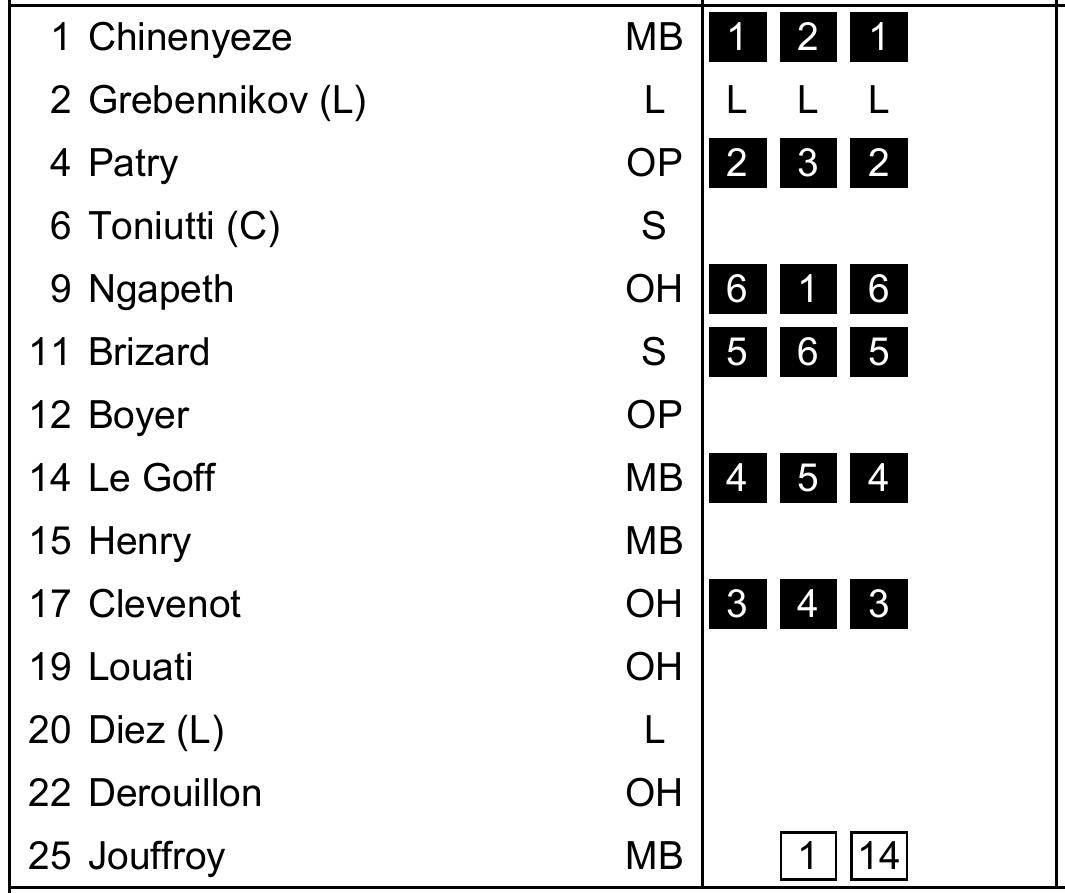 1 Chinenyeze MB 1 2 1
2 Grebennikov (L) L L L L
4 Patry OP 2 3 2
6 Toniutti (C) S
9 Ngapeth OH 6 1 6
11 Brizard S 5 6 5
12 Boyer OP
14 Le Goff MB 4 5 4
15 Henry MB
17 Clevenot OH 3 4 3
19 Louati OH
20 Diez (L) L
22 Derouillon OH
25 Jouffroy MB 1 14